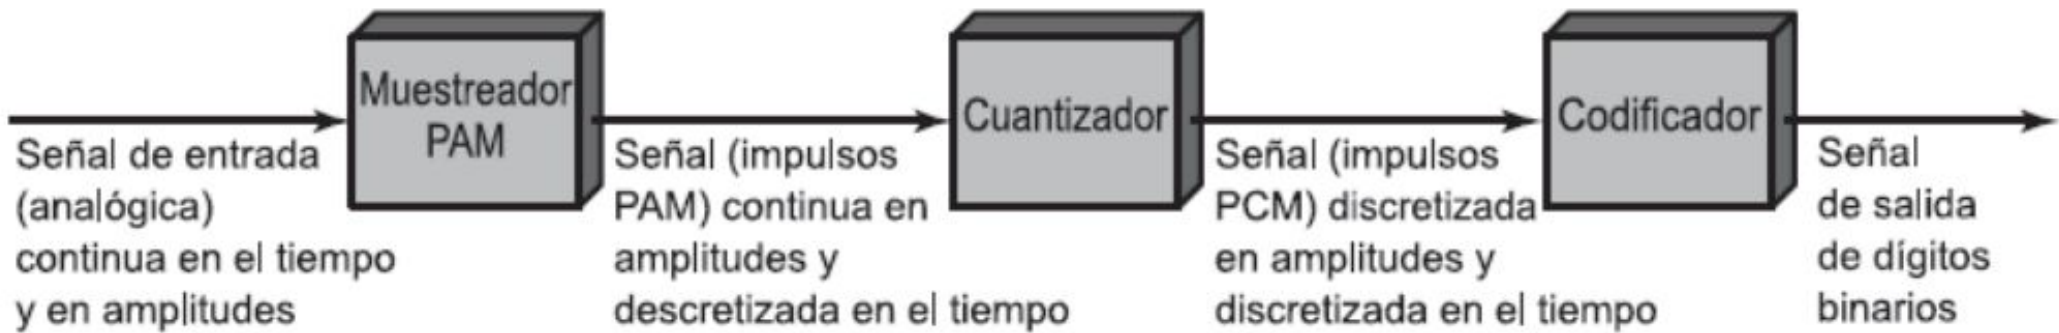 Muestreador
PAM
Cuantizador
Codificador
Señal de entrada
(analógica)
continua en el tiempo
y en amplitudes
Señal (impulsos
PAM) continua en
amplitudes y
descretizada en el tiempo
Señal (impulsos
PCM) discretizada
en amplitudes y
discretizada en el tiempo
Señal
de salida
de dígitos
binarios